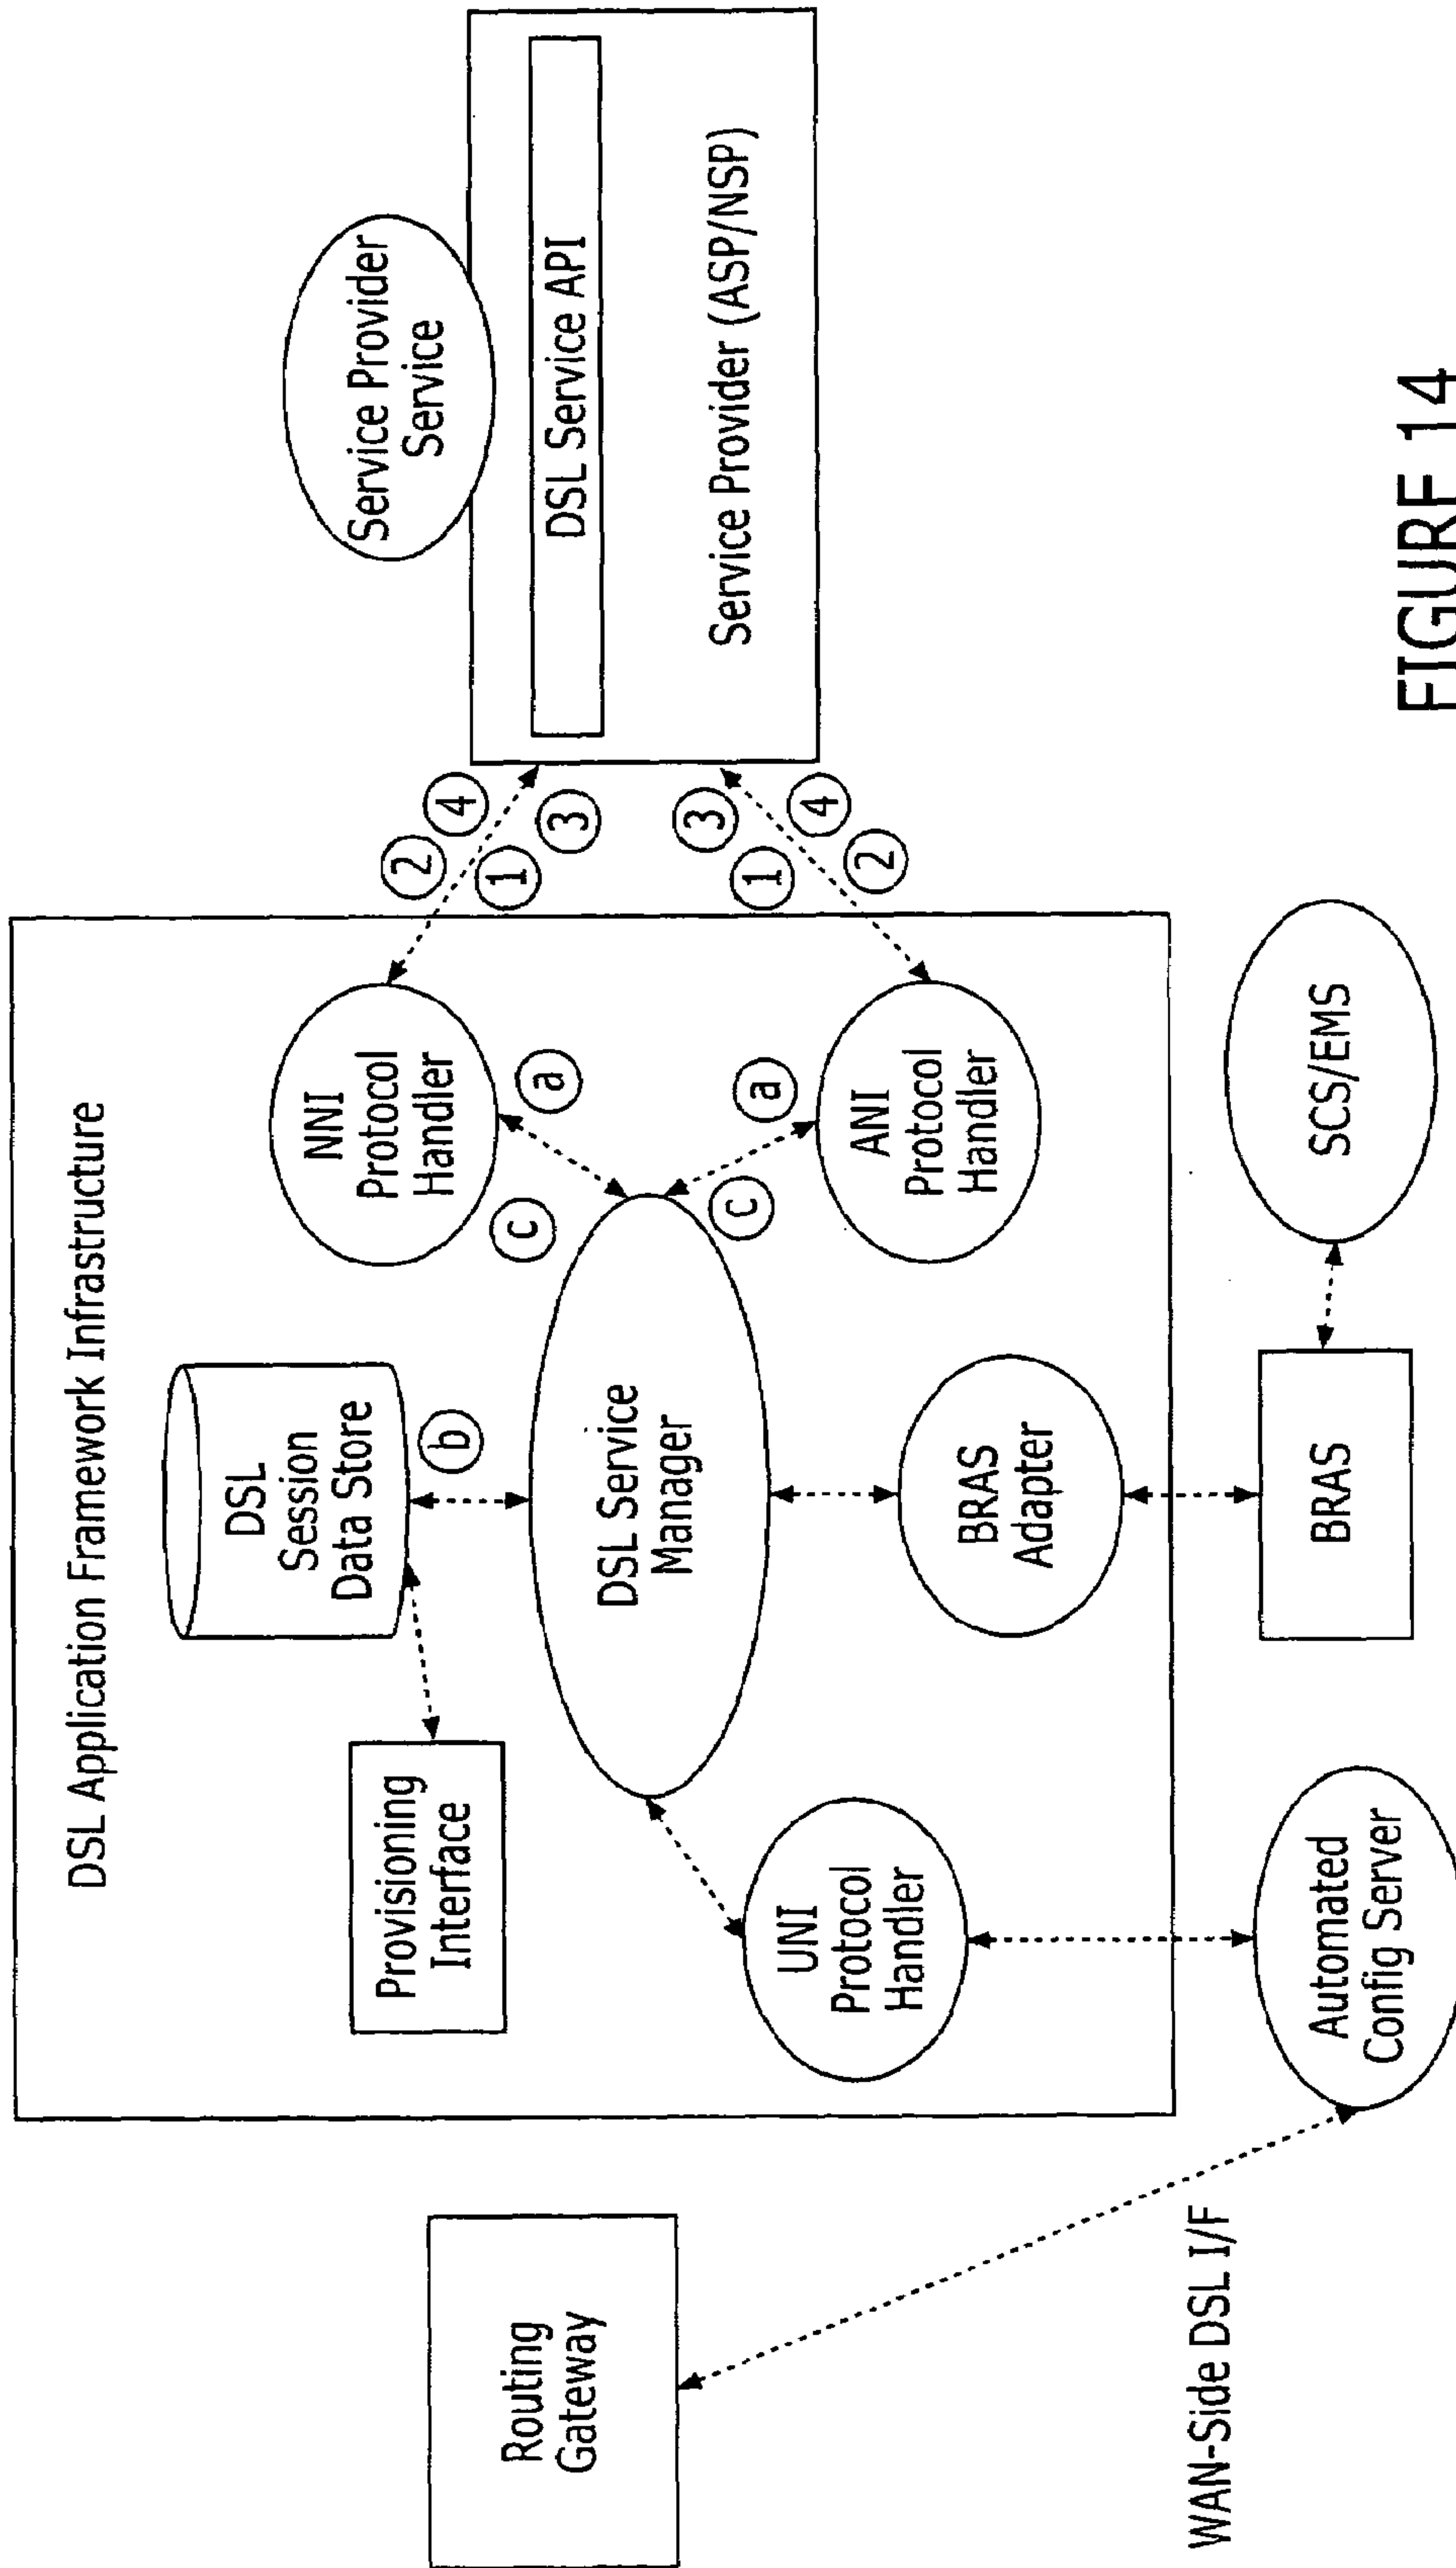 DSL Application Framework Infrastructure
Routing
Gateway
Provisioning
Interface
DSL
Session
Data Store
b
NNI
Protocol
Handler
Service Provider
Service
2
4
1
3
DSL Service API
Service Provider (ASP/NSP)
c
a
DSL Service
Manager
c
a
3
1
4
2
UNI
Protocol
Handler
BRAS
Adapter
ANI
Protocol
Handler
WAN-Side DSL I/F
Automated
Config Server
BRAS
SCS/EMS
FIGURE 14